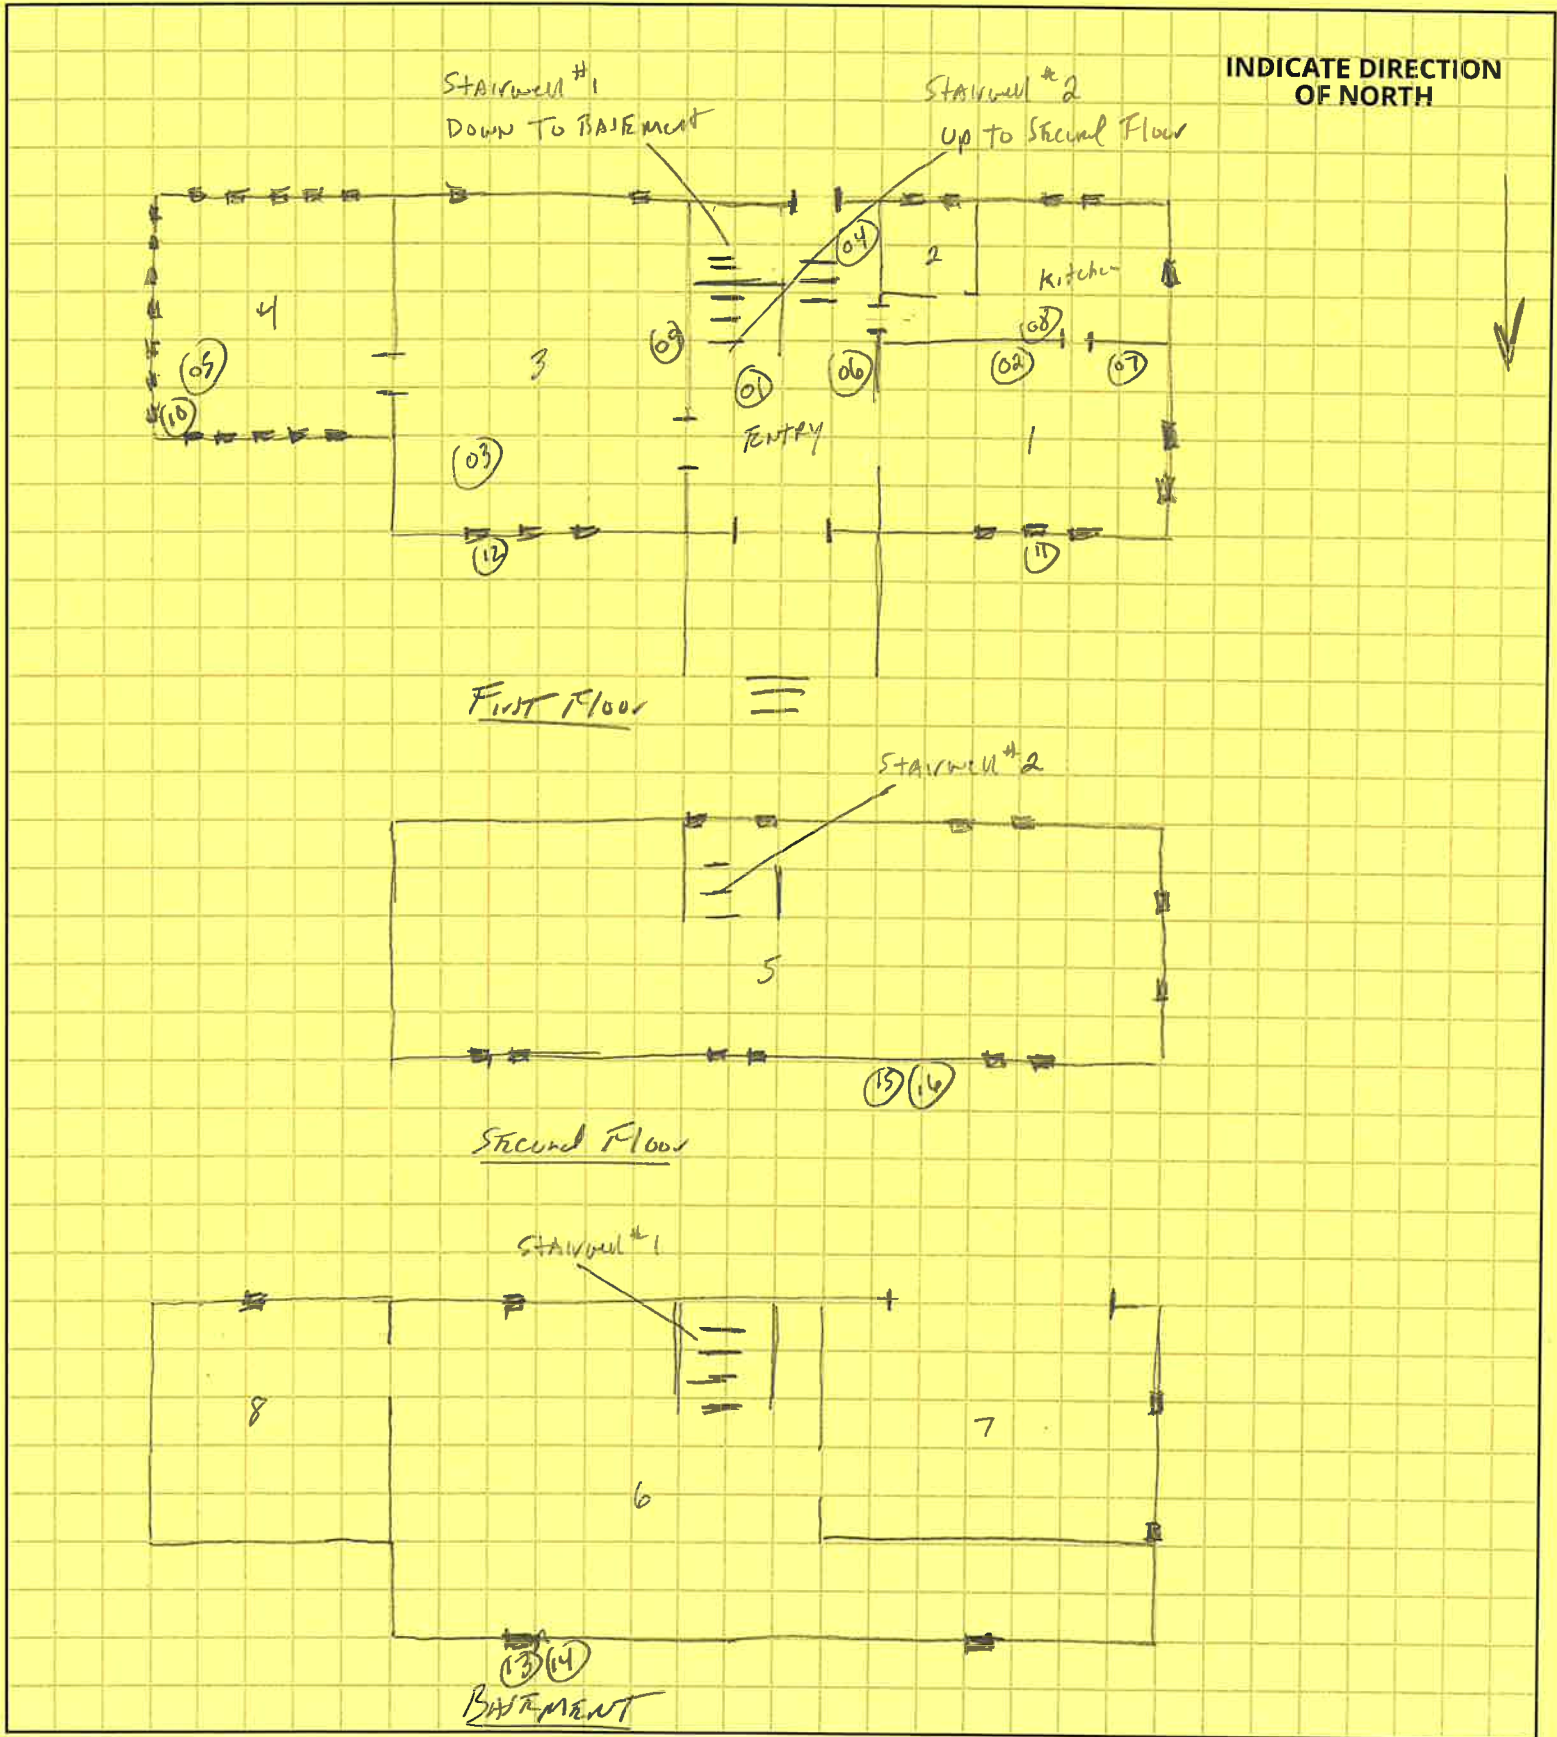 INDICATE DIRECTION
OF NORTH
Stairwell #1
Down To Basement
Stairwell #2
Up to Second Floor
04
2
Kitchen
4
08
09
3
05
01
06
02
07
10
Entry
1
03
12
11
First Floor
Stairwell #2
5
15 16
Second Floor
Stairwell #1
8
7
6
13 14
Basement